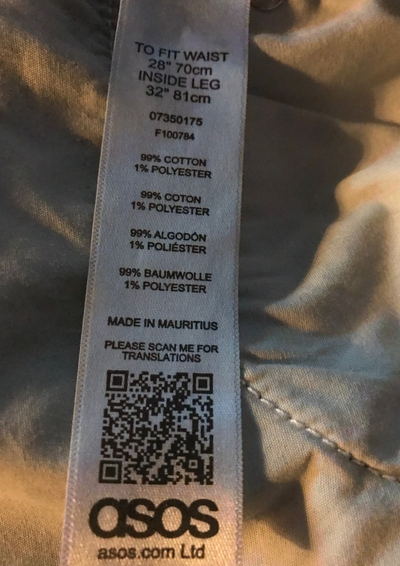 TO FIT WAIST
28" 70cm
INSIDE LEG
32" 81cm
07350175
F100784
99% COTTON
1% POLYESTER
99% COTON
1% POLYESTER
99% ALGODÓN
1% POLIÉSTER
99% BAUMWOLLE
1% POLYESTER
MADE IN MAURITIUS
PLEASE SCAN ME FOR
TRANSLATIONS
asos
asos.com Ltd